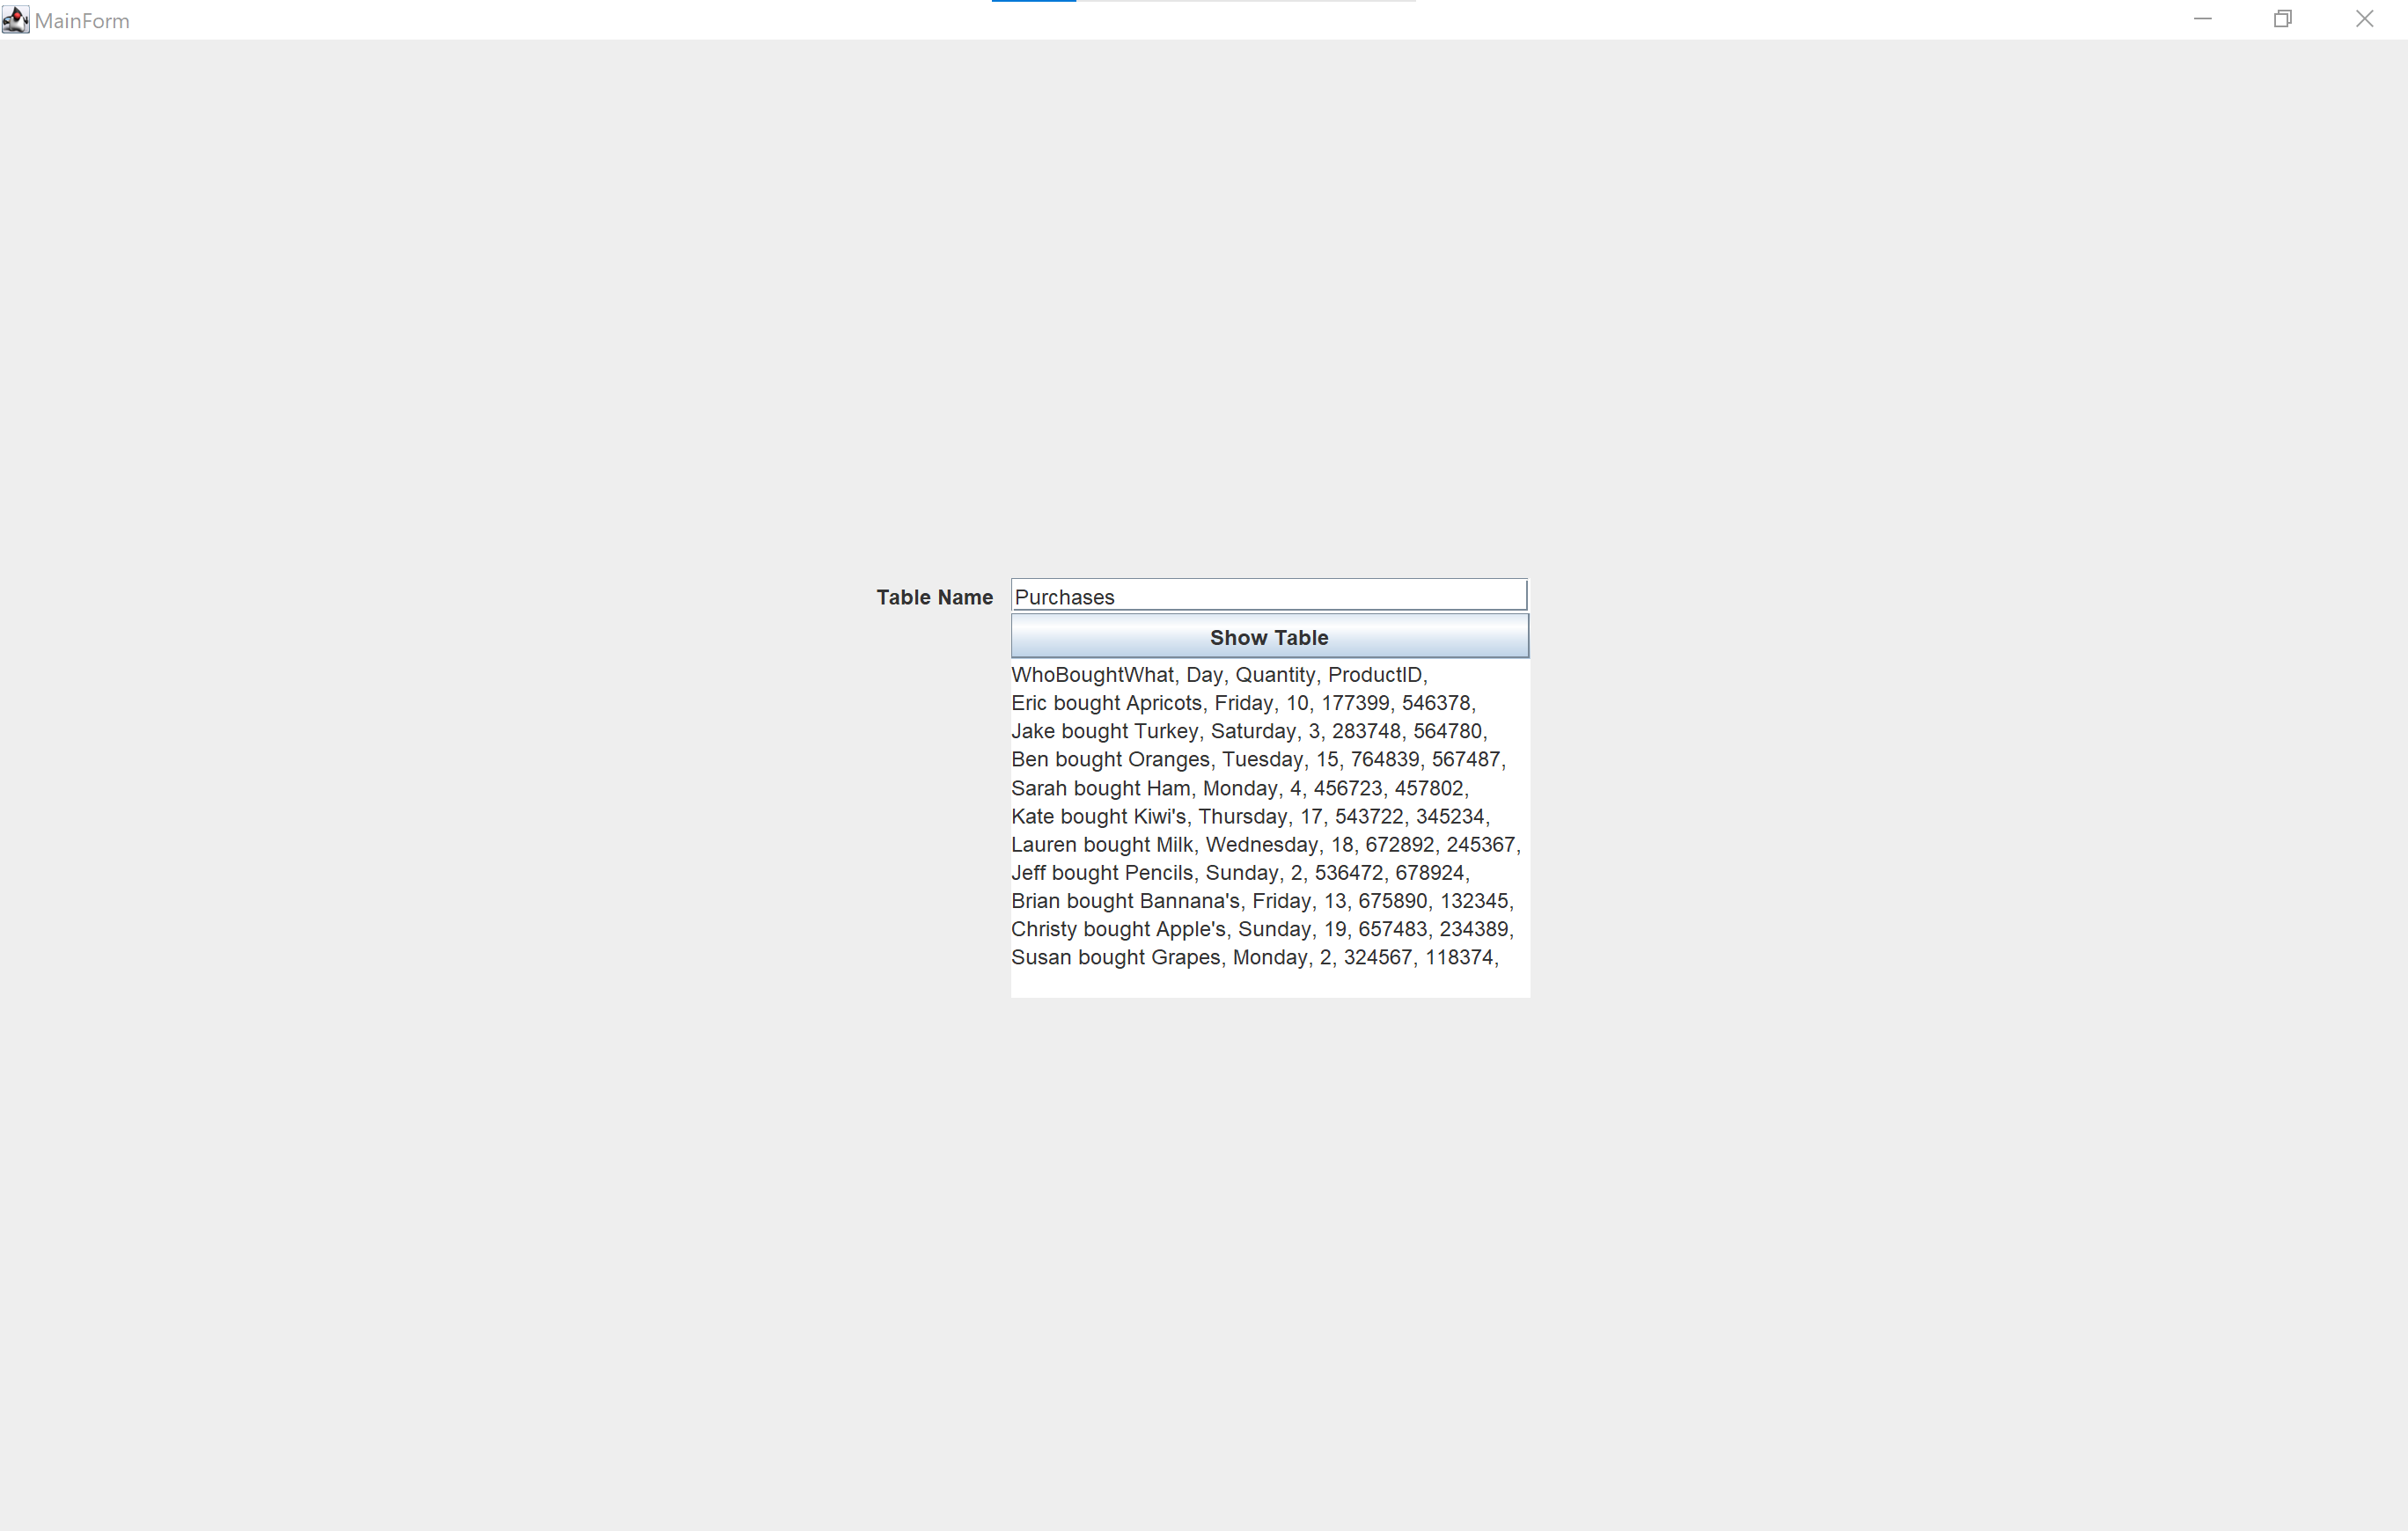 MainForm
Table Name
Purchases
Show Table
WhoBoughtWhat, Day, Quantity, ProductID,
Eric bought Apricots, Friday, 10, 177399, 546378,
Jake bought Turkey, Saturday, 3, 283748, 564780,
Ben bought Oranges, Tuesday, 15, 764839, 567487,
Sarah bought Ham, Monday, 4, 456723, 457802,
Kate bought Kiwi's, Thursday, 17, 543722, 345234,
Lauren bought Milk, Wednesday, 18, 672892, 245367,
Jeff bought Pencils, Sunday, 2, 536472, 678924,
Brian bought Bannana's, Friday, 13, 675890, 132345,
Christy bought Apple's, Sunday, 19, 657483, 234389,
Susan bought Grapes, Monday, 2, 324567, 118374,